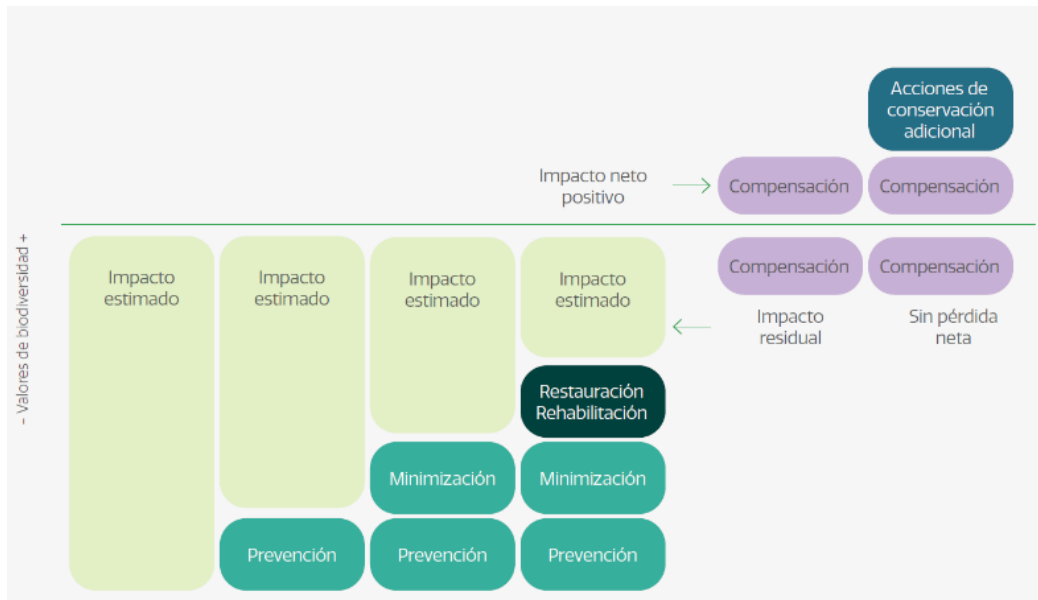 Acciones de
conservación
adicional
Impacto neto
positivo
Compensación
Compensación
– Valores de biodiversidad +
Impacto
estimado
Impacto
estimado
Impacto
estimado
Impacto
estimado
Compensación
Compensación
Impacto
residual
Sin pérdida
neta
Restauración
Rehabilitación
Minimización
Minimización
Prevención
Prevención
Prevención